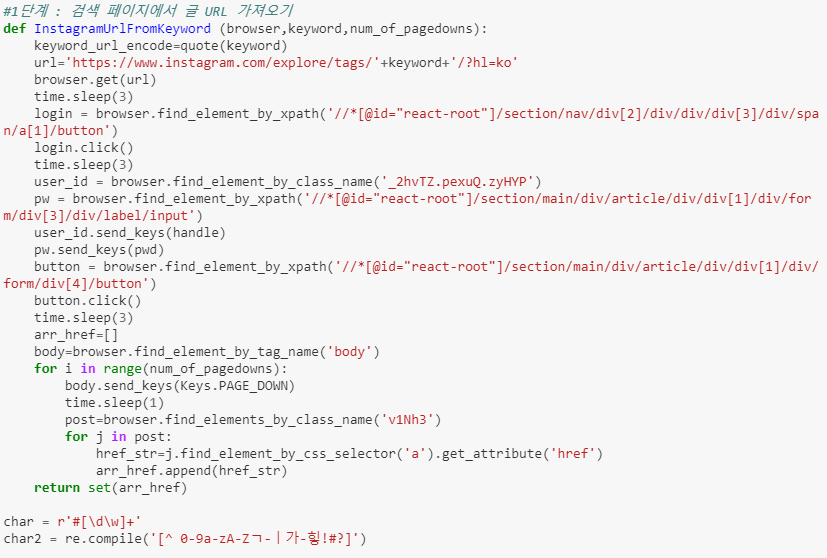 #1단계 : 검색 페이지에서 글 URL 가져오기
def InstagramUrlFromKeyword (browser,keyword,num_of_pagedowns):
    keyword_url_encode=quote(keyword)
    url='https://www.instagram.com/explore/tags/'+keyword+'/?hl=ko'
    browser.get(url)
    time.sleep(3)
    login = browser.find_element_by_xpath('//*[@id="react-root"]/section/nav/div[2]/div/div/div[3]/div/spa
n/a[1]/button')
    login.click()
    time.sleep(3)
    user_id = browser.find_element_by_class_name('_2hvTZ.pexuQ.zyHYP')
    pw = browser.find_element_by_xpath('//*[@id="react-root"]/section/main/div/article/div/div[1]/div/for
m/div[3]/div/label/input')
    user_id.send_keys(handle)
    pw.send_keys(pwd)
    button = browser.find_element_by_xpath('//*[@id="react-root"]/section/main/div/article/div/div[1]/div/
form/div[4]/button')
    button.click()
    time.sleep(3)
    arr_href=[]
    body=browser.find_element_by_tag_name('body')
    for i in range(num_of_pagedowns):
        body.send_keys(Keys.PAGE_DOWN)
        time.sleep(1)
        post=browser.find_elements_by_class_name('v1Nh3')
        for j in post:
            href_str=j.find_element_by_css_selector('a').get_attribute('href')
            arr_href.append(href_str)
    return set(arr_href)

char = r'#[\d\w]+'
char2 = re.compile('[^ 0-9a-zA-Zㄱ-ㅣ가-힣!#?]')